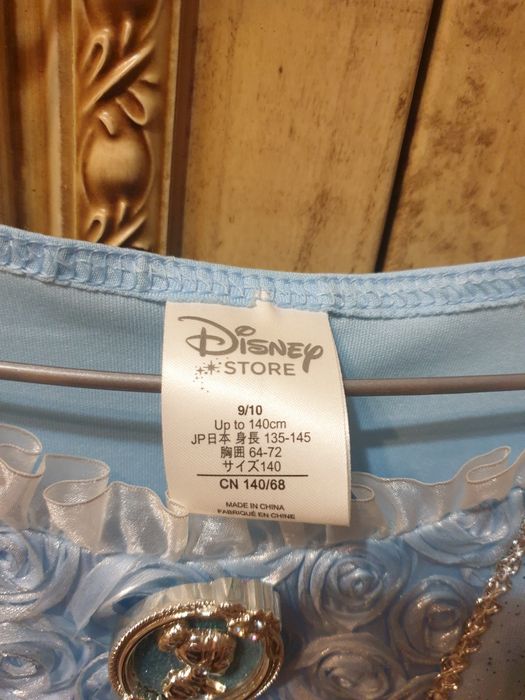 Disney
STORE
9/10
Up to 140cm
JP日本 身長 135-145
胸囲 64-72
サイズ140
CN 140/68
MADE IN CHINA
FABRIQUÉ EN CHINE